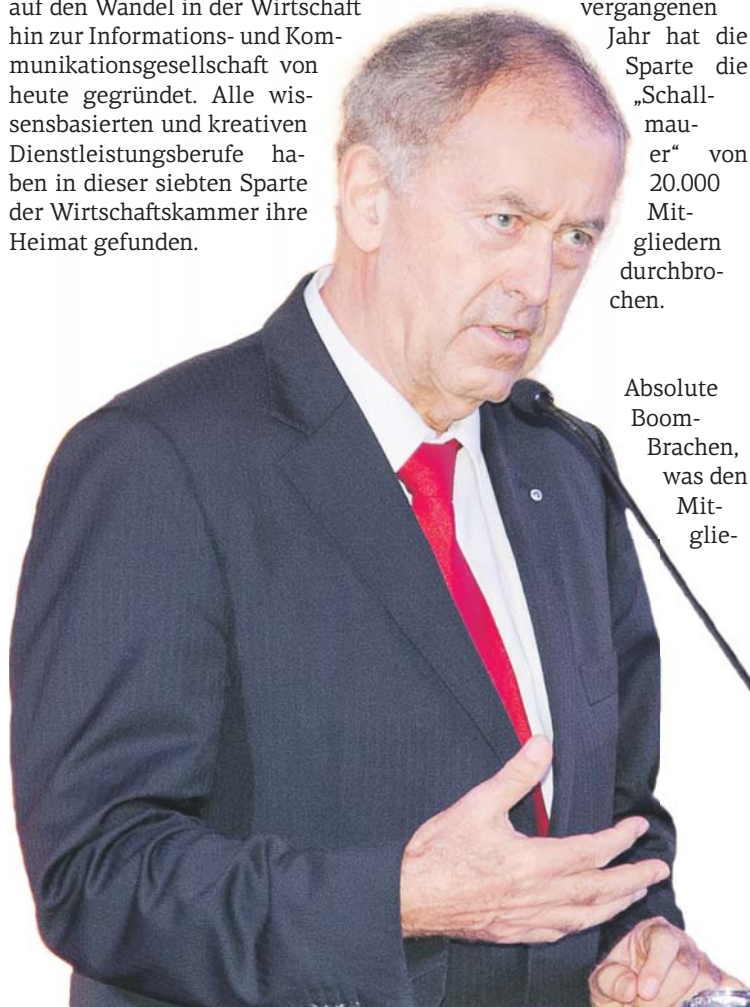 auf den Wandel in der Wirtschaft
hin zur Informations- und Kom-
munikationsgesellschaft von
heute gegründet. Alle wis-
sensbasierten und kreativen
Dienstleistungsberufe ha-
ben in dieser siebten Sparte
der Wirtschaftskammer ihre
Heimat gefunden.
vergangenen
Jahr hat die
Sparte die
„Schall-
mau-
er“ von
20.000
Mit-
gliedern
durchbro-
chen.
Absolute
Boom-
Brachen,
was den
Mit-
glie-